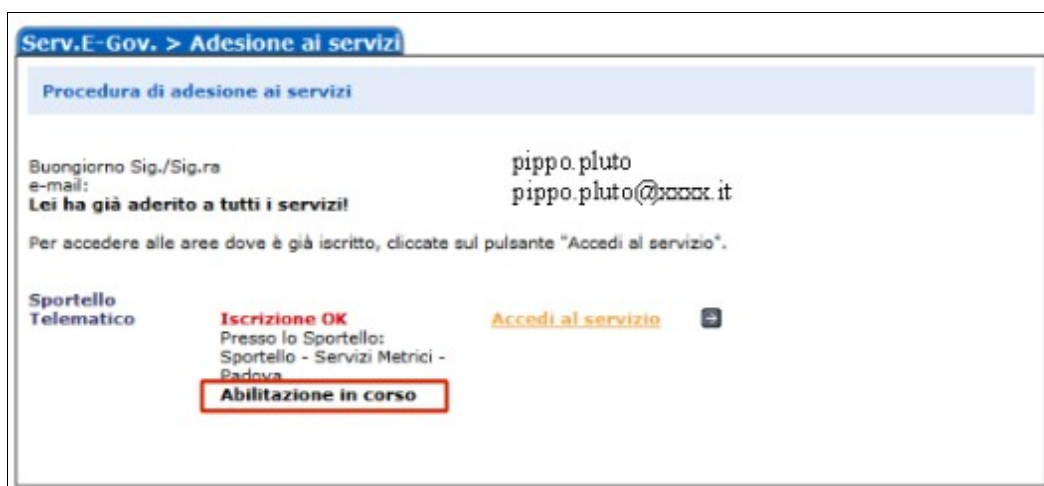 Serv.E-Gov. > Adesione ai servizi
Procedura di adesione ai servizi
Buongiorno Sig./Sig.ra pippo.pluto
e-mail: pippo.pluto@xxxx.it
Lei ha già aderito a tutti i servizi!
Per accedere alle aree dove è già iscritto, cliccate sul pulsante "Accedi al servizio".
Sportello
Telematico Iscrizione OK Accedi al servizio
Presso lo Sportello:
Sportello - Servizi Metrici -
Padova
Abilitazione in corso